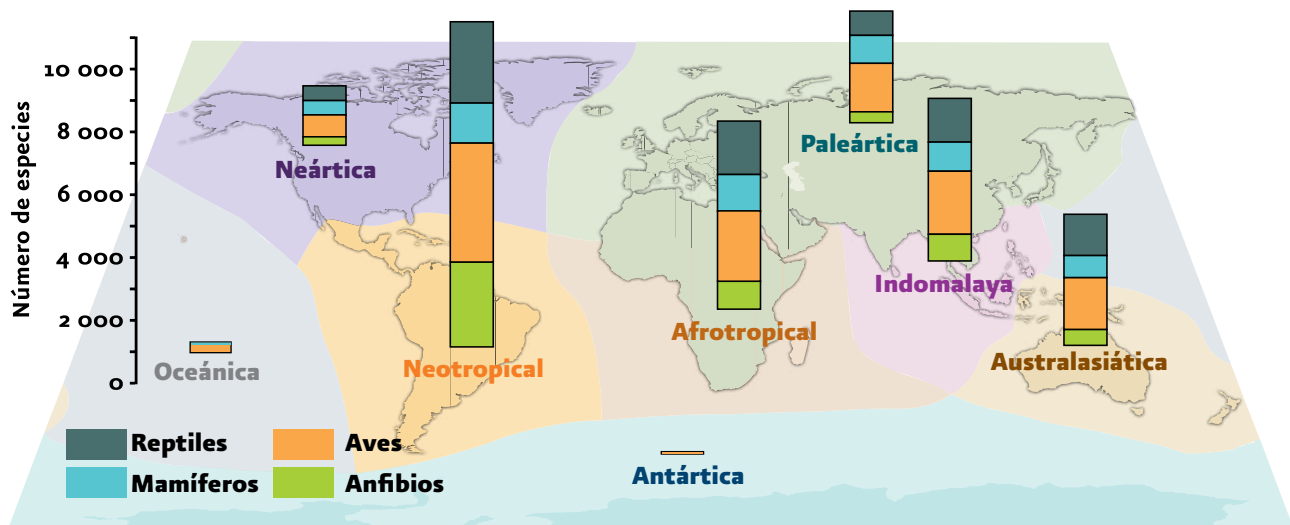 Número de especies
10 000
8 000
6 000
4 000
2 000
0
Neártica
Paleártica
Indomalaya
Afrotropical
Australasiática
Oceánica
Neotropical
Antártica
Reptiles
Aves
Mamíferos
Anfibios